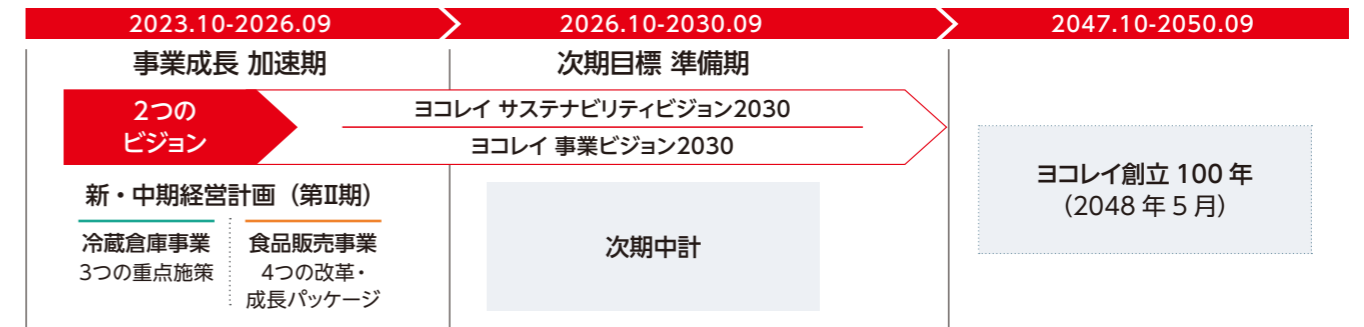 2023.10-2026.09
2026.10-2030.09
2047.10-2050.09
事業成長 加速期
次期目標 準備期
2つの
ビジョン
ヨコレイ サステナビリティビジョン2030
ヨコレイ 事業ビジョン2030
新・中期経営計画（第Ⅱ期）
冷蔵倉庫事業
3つの重点施策
食品販売事業
4つの改革・
成長パッケージ
次期中計
ヨコレイ創立 100 年
（2048 年 5 月）